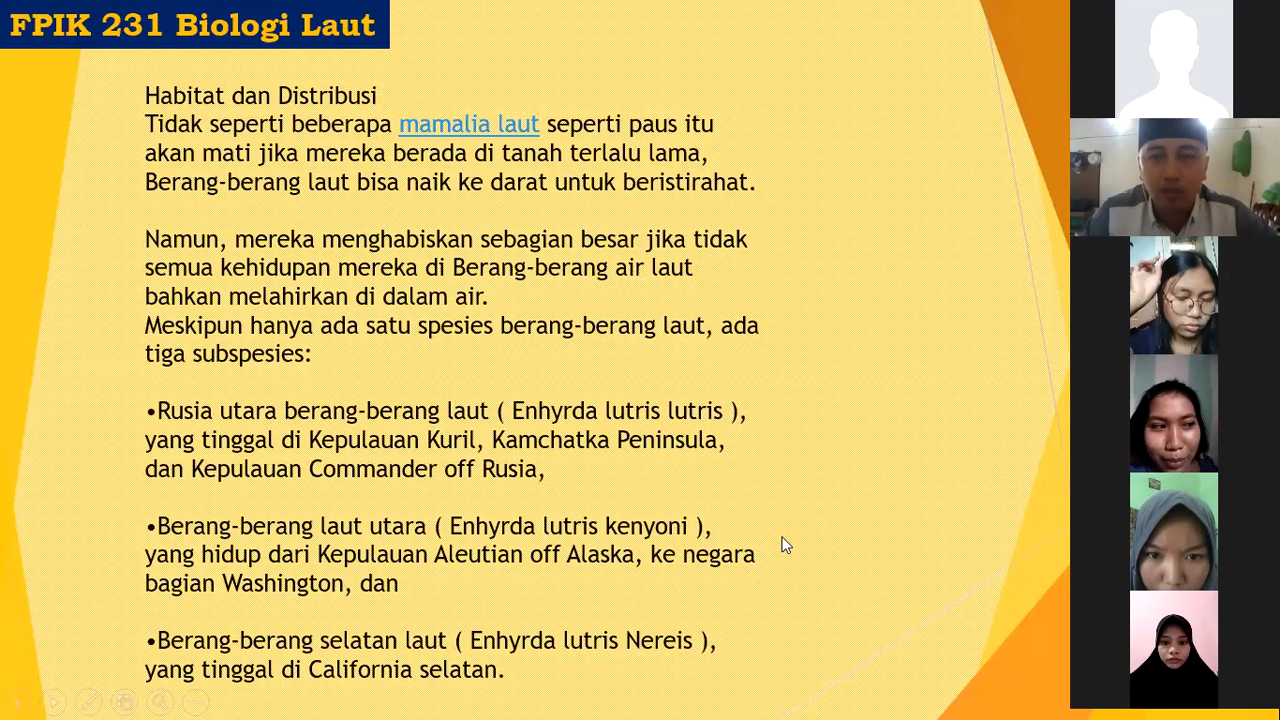 FPIK 231 Biologi Laut
Habitat dan Distribusi
Tidak seperti beberapa mamalia laut seperti paus itu
akan mati jika mereka berada di tanah terlalu lama,
Berang-berang laut bisa naik ke darat untuk beristirahat.
Namun, mereka menghabiskan sebagian besar jika tidak
semua kehidupan mereka di Berang-berang air laut
bahkan melahirkan di dalam air.
Meskipun hanya ada satu spesies berang-berang laut, ada
tiga subspesies:
•Rusia utara berang-berang laut ( Enhyrda lutris lutris ),
yang tinggal di Kepulauan Kuril, Kamchatka Peninsula,
dan Kepulauan Commander off Rusia,
•Berang-berang laut utara ( Enhyrda lutris kenyoni ),
yang hidup dari Kepulauan Aleutian off Alaska, ke negara
bagian Washington, dan
•Berang-berang selatan laut ( Enhyrda lutris Nereis ),
yang tinggal di California selatan.